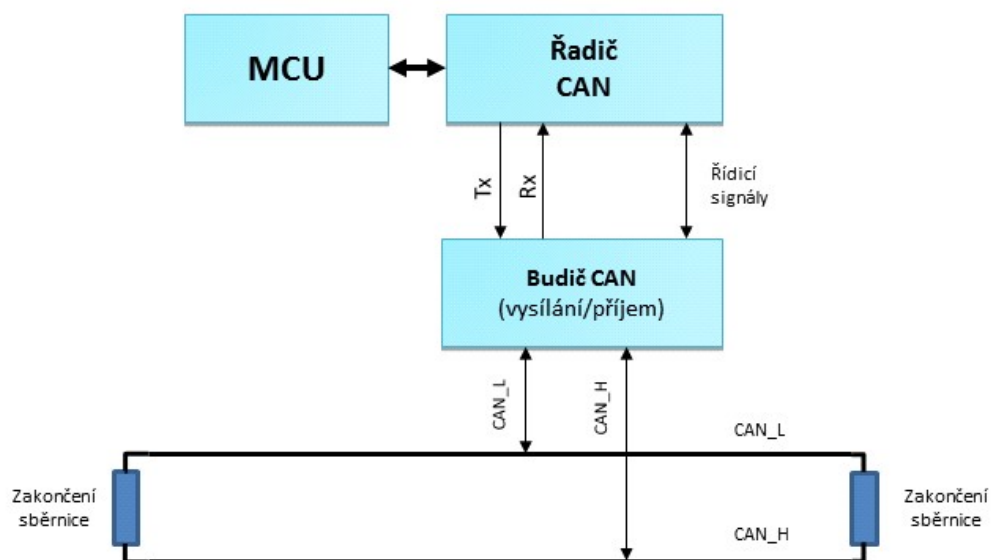 MCU
Řadič
CAN
Tx
Rx
Řídicí
signály
Budič CAN
(vysílání/příjem)
CAN_L
CAN_H
CAN_L
Zakončení
sběrnice
CAN_H
Zakončení
sběrnice